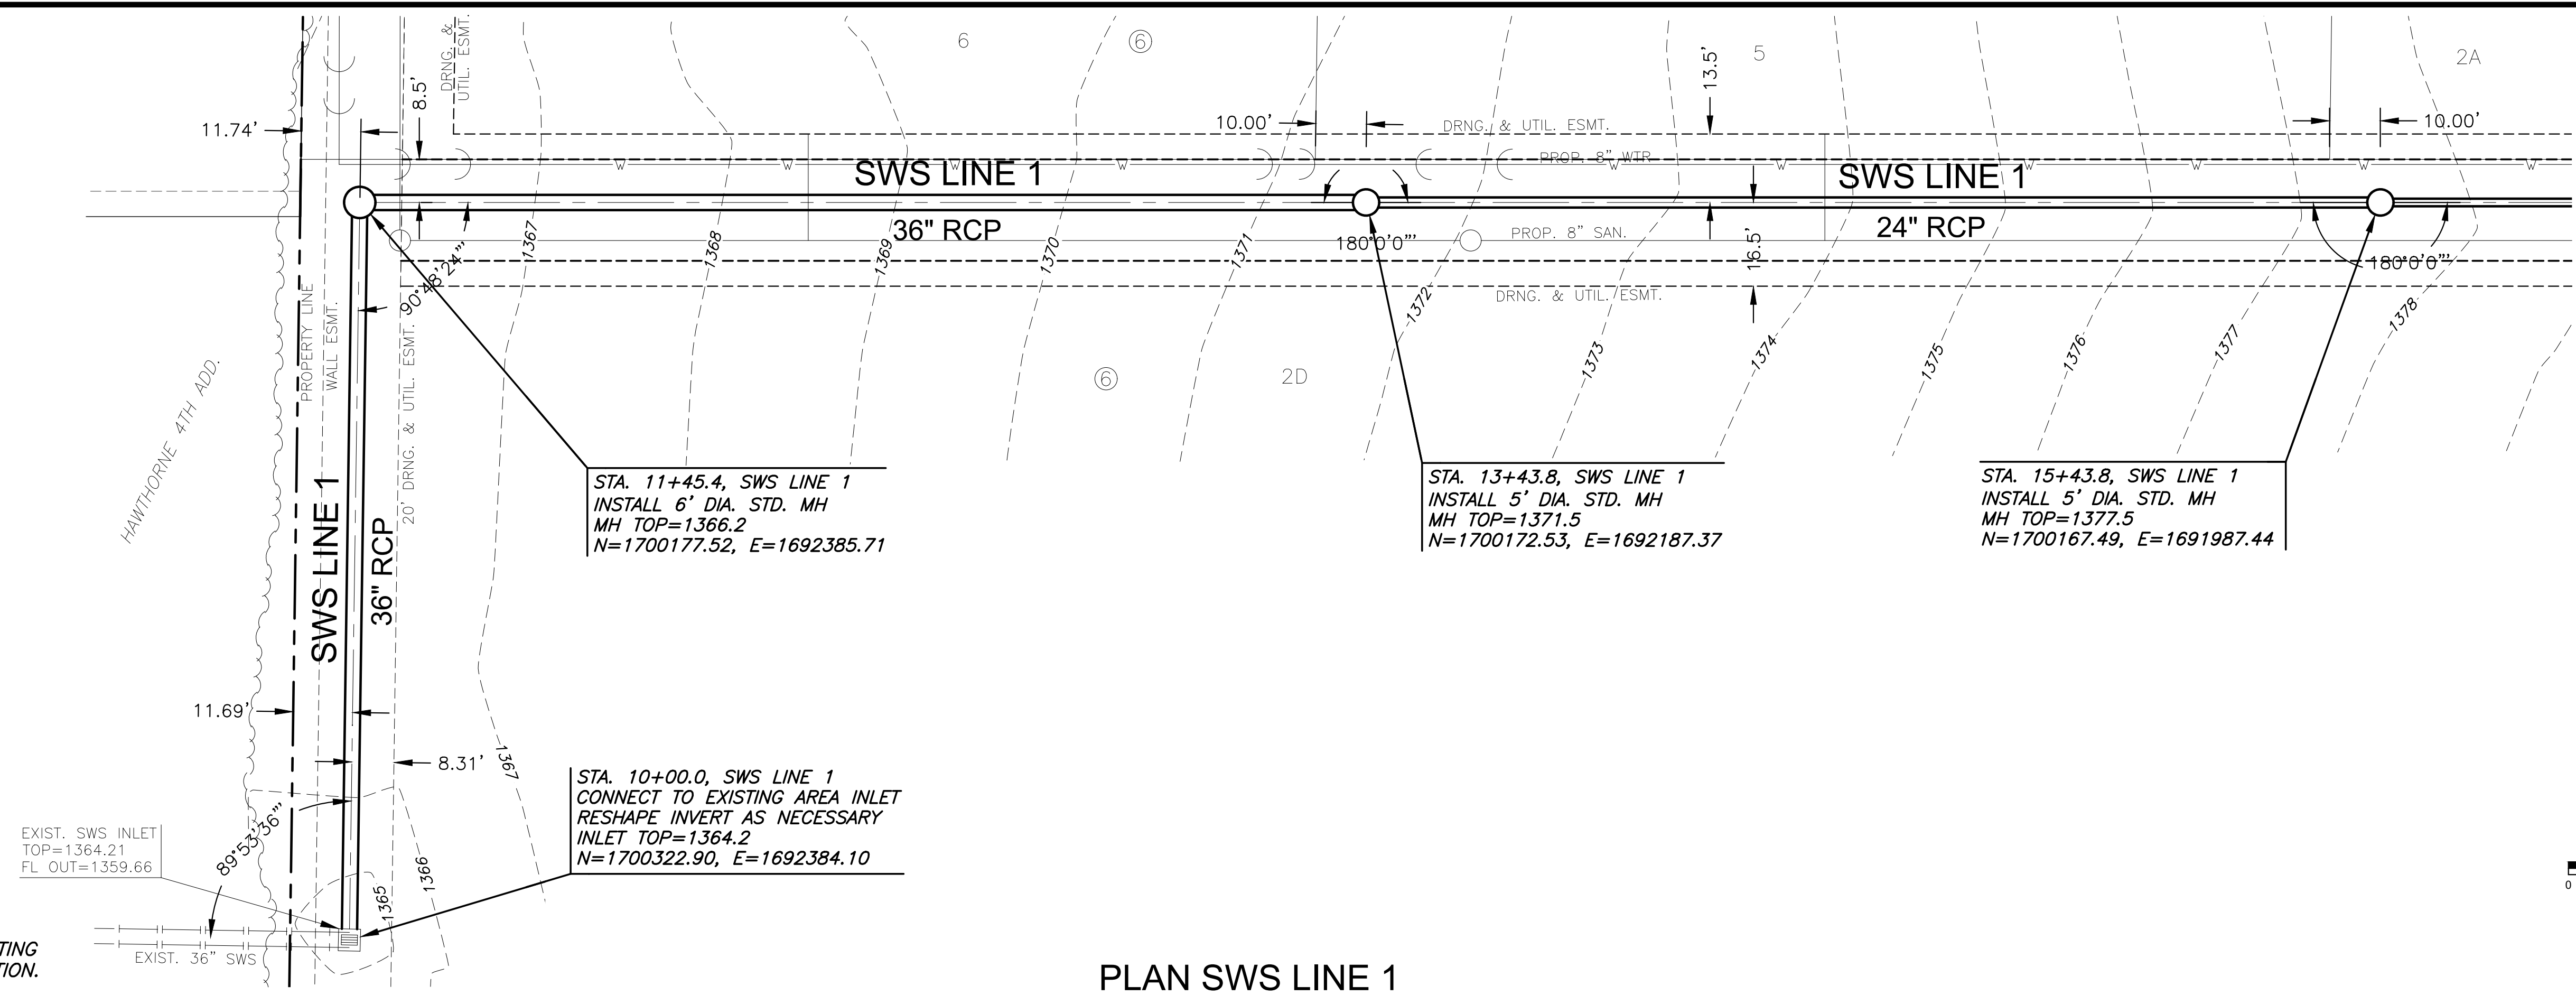 DRNG. &
UTIL. ESMT.
6
6
5
2A
8.5'
13.5'
11.74'
10.00'
DRNG. & UTIL. ESMT.
10.00'
W W W W W W W W W W
PROP. 8" WTR
SWS LINE 1
SWS LINE 1
36" RCP
24" RCP
PROP. 8" SAN.
180°0'0"'
180°0'0"'
16.5'
90°48'24"'
DRNG. & UTIL. ESMT.
1367
1368
1369
1370
1371
1372
1373
1374
1375
1376
1377
1378
PROPERTY LINE
WALL ESMT.
20' DRNG. & UTIL. ESMT.
HAWTHORNE 4TH ADD.
6
2D
STA. 11+45.4, SWS LINE 1
INSTALL 6' DIA. STD. MH
MH TOP=1366.2
N=1700177.52, E=1692385.71
STA. 13+43.8, SWS LINE 1
INSTALL 5' DIA. STD. MH
MH TOP=1371.5
N=1700172.53, E=1692187.37
STA. 15+43.8, SWS LINE 1
INSTALL 5' DIA. STD. MH
MH TOP=1377.5
N=1700167.49, E=1691987.44
SWS LINE 1
36" RCP
11.69'
8.31'
1367
1366
1365
STA. 10+00.0, SWS LINE 1
CONNECT TO EXISTING AREA INLET
RESHAPE INVERT AS NECESSARY
INLET TOP=1364.2
N=1700322.90, E=1692384.10
EXIST. SWS INLET
TOP=1364.21
FL OUT=1359.66
89°53'36"'
EXIST. 36" SWS
TING
TION.
0
PLAN SWS LINE 1